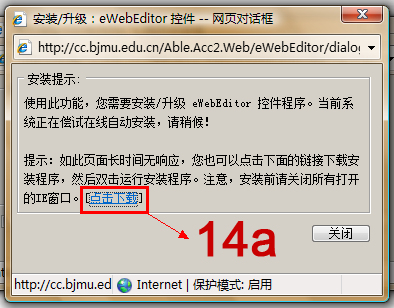 安装/升级：eWebEditor 控件 -- 网页对话框
http://cc.bjmu.edu.cn/Able.Acc2.Web/eWebEditor/dialo
安装提示:
使用此功能，您需要安装/升级 eWebEditor 控件程序。当前系
统正在偿试在线自动安装，请稍候！
提示：如此页面长时间无响应，您也可以点击下面的链接下载安
装程序，然后双击运行安装程序。注意，安装前请关闭所有打开
的IE窗口。[点击下载]
14a
关闭
http://cc.bjmu.ed Internet | 保护模式: 启用